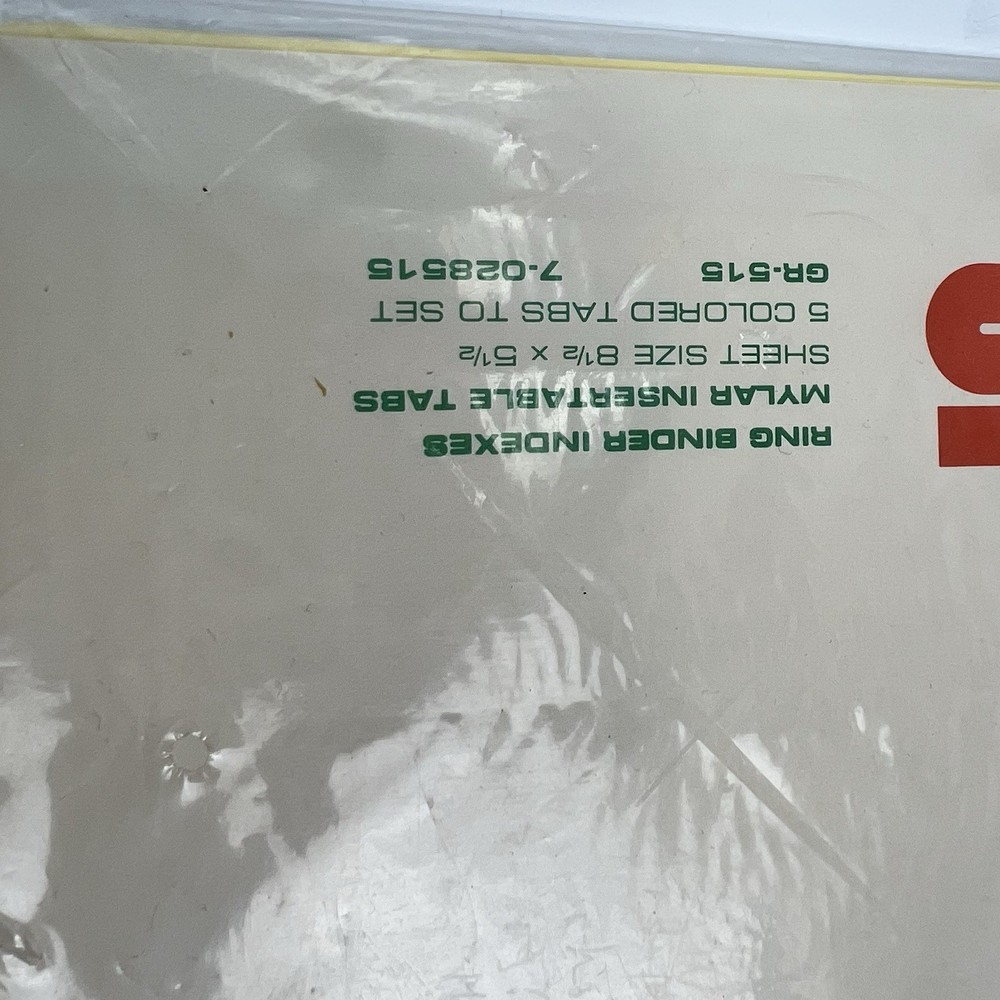 RING BINDER INDEXES
MYLAR INSERTABLE TABS
SHEET SIZE 8½ x 5½
5 COLORED TABS TO SET
GR-515 7-028515